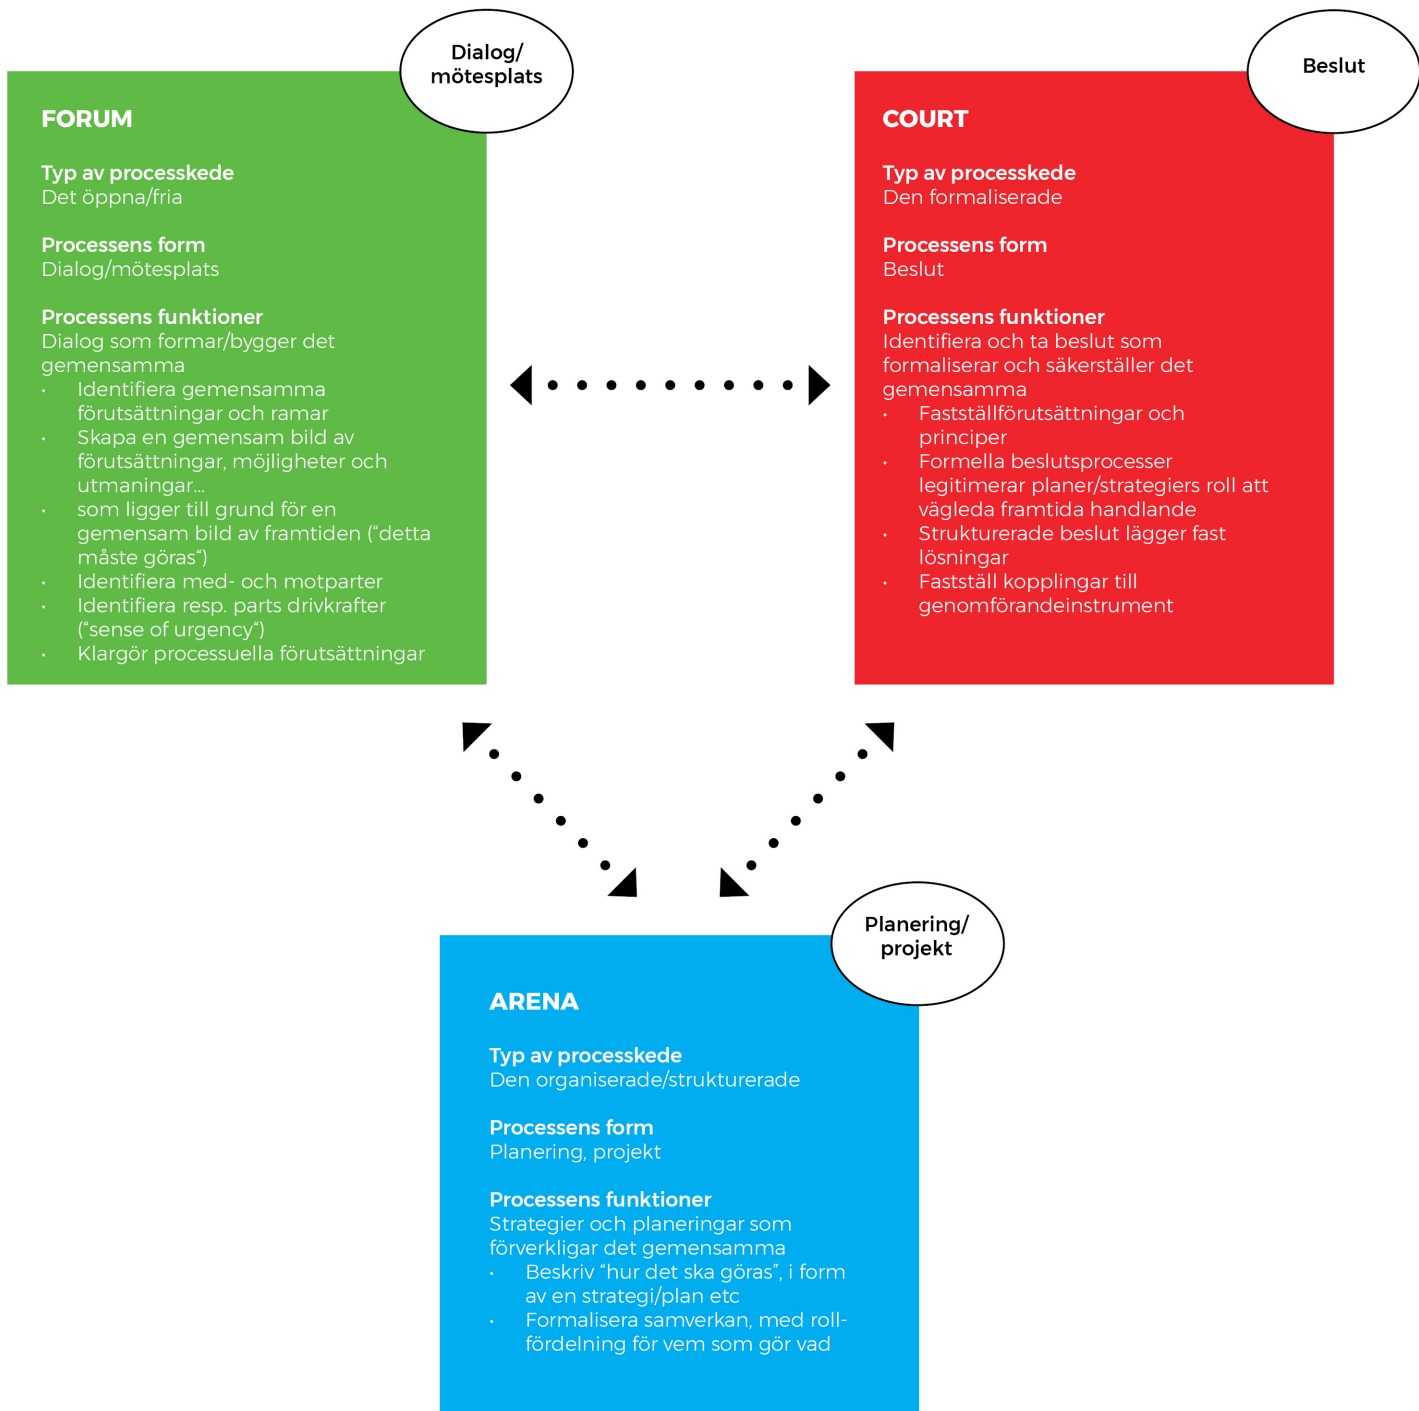 Dialog/
mötesplats
FORUM
Typ av processkede
Det öppna/fria
Processens form
Dialog/mötesplats
Processens funktioner
Dialog som formar/bygger det
gemensamma
• Identifiera gemensamma
förutsättningar och ramar
• Skapa en gemensam bild av
förutsättningar, möjligheter och
utmaningar...
• som ligger till grund för en
gemensam bild av framtiden (“detta
måste göras“)
• Identifiera med- och motparter
• Identifiera resp. parts drivkrafter
(“sense of urgency“)
• Klargör processuella förutsättningar
Beslut
COURT
Typ av processkede
Den formaliserade
Processens form
Beslut
Processens funktioner
Identifiera och ta beslut som
formaliserar och säkerställer det
gemensamma
• Fastställförutsättningar och
principer
• Formella beslutsprocesser
legitimerar planer/strategiers roll att
vägleda framtida handlande
• Strukturerade beslut lägger fast
lösningar
• Fastställ kopplingar till
genomförandeinstrument
Planering/
projekt
ARENA
Typ av processkede
Den organiserade/strukturerade
Processens form
Planering, projekt
Processens funktioner
Strategier och planeringar som
förverkligar det gemensamma
• Beskriv “hur det ska göras”, i form
av en strategi/plan etc
• Formalisera samverkan, med roll-
fördelning för vem som gör vad